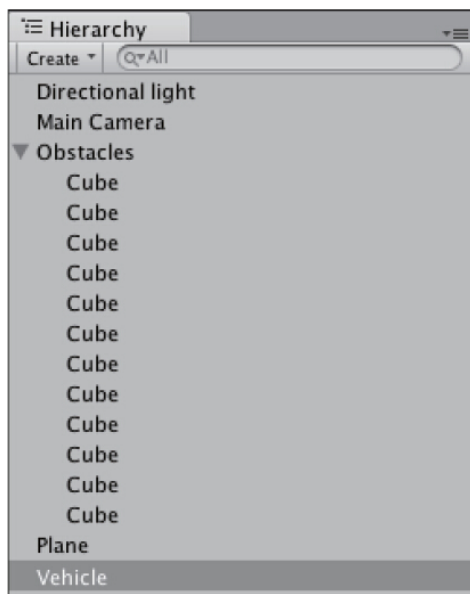 Hierarchy
Create All
Directional light
Main Camera
Obstacles
Cube
Cube
Cube
Cube
Cube
Cube
Cube
Cube
Cube
Cube
Cube
Cube
Plane
Vehicle